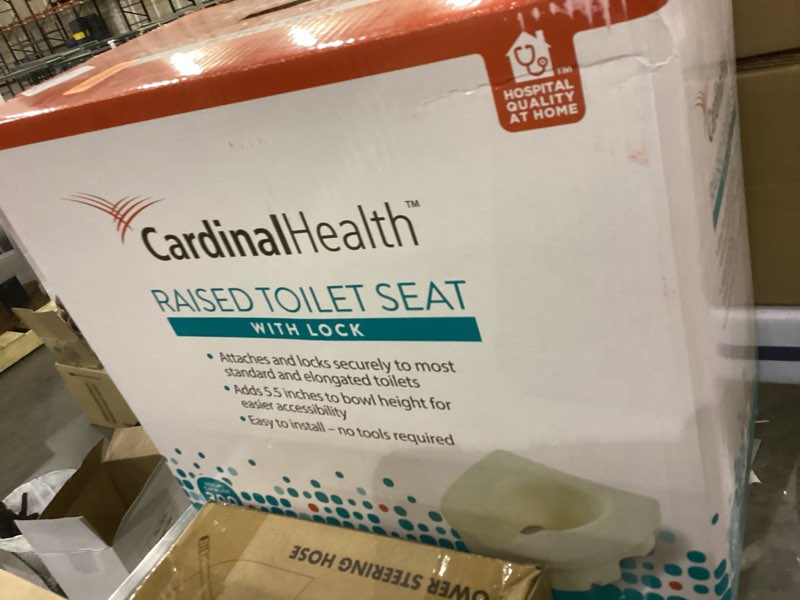 TM
HOSPITAL
QUALITY
AT HOME
CardinalHealth™
RAISED TOILET SEAT
WITH LOCK
• Attaches and locks securely to most
standard and elongated toilets
• Adds 5.5 inches to bowl height for
easier accessibility
• Easy to install – no tools required
OWER STEERING HOSE